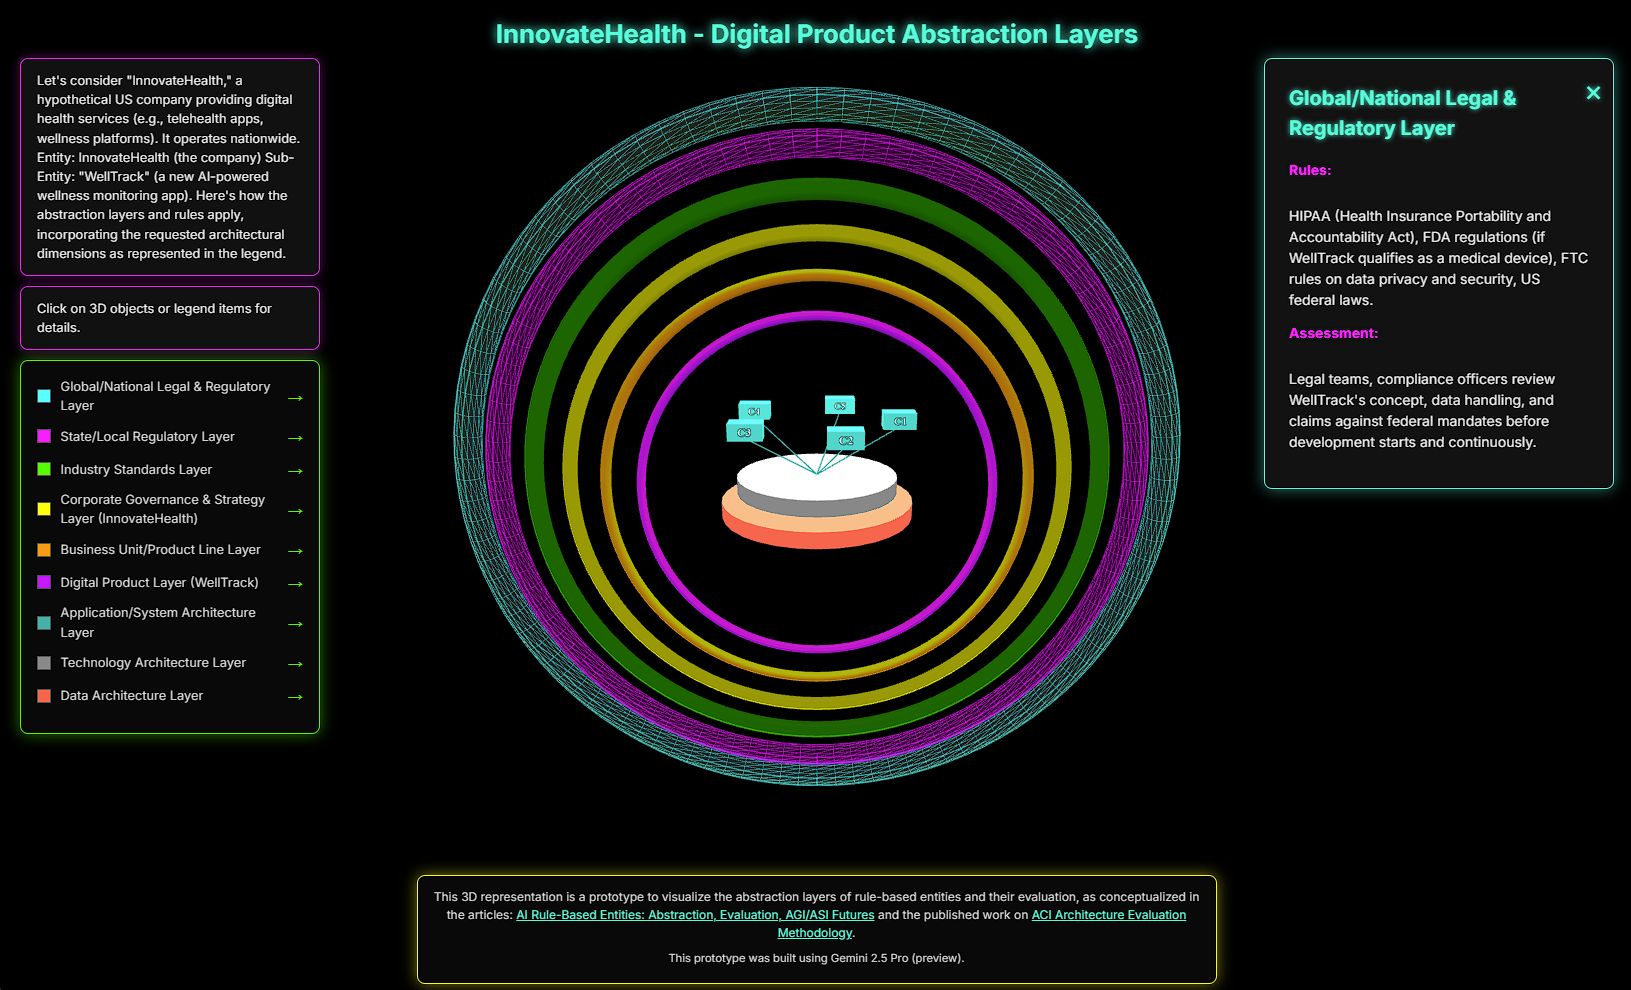 InnovateHealth - Digital Product Abstraction Layers
Let's consider "InnovateHealth," a
hypothetical US company providing digital
health services (e.g., telehealth apps,
wellness platforms). It operates nationwide.
Entity: InnovateHealth (the company) Sub-
Entity: "WellTrack" (a new AI-powered
wellness monitoring app). Here's how the
abstraction layers and rules apply,
incorporating the requested architectural
dimensions as represented in the legend.
Click on 3D objects or legend items for
details.
Global/National Legal & Regulatory
Layer →
State/Local Regulatory Layer →
Industry Standards Layer →
Corporate Governance & Strategy
Layer (InnovateHealth) →
Business Unit/Product Line Layer →
Digital Product Layer (WellTrack) →
Application/System Architecture
Layer →
Technology Architecture Layer →
Data Architecture Layer →
C4
C5
C1
C3
C2
Global/National Legal &
Regulatory Layer
×
Rules:
HIPAA (Health Insurance Portability and
Accountability Act), FDA regulations (if
WellTrack qualifies as a medical device), FTC
rules on data privacy and security, US
federal laws.
Assessment:
Legal teams, compliance officers review
WellTrack's concept, data handling, and
claims against federal mandates before
development starts and continuously.
This 3D representation is a prototype to visualize the abstraction layers of rule-based entities and their evaluation, as conceptualized in
the articles: AI Rule-Based Entities: Abstraction, Evaluation, AGI/ASI Futures and the published work on ACI Architecture Evaluation
Methodology.
This prototype was built using Gemini 2.5 Pro (preview).